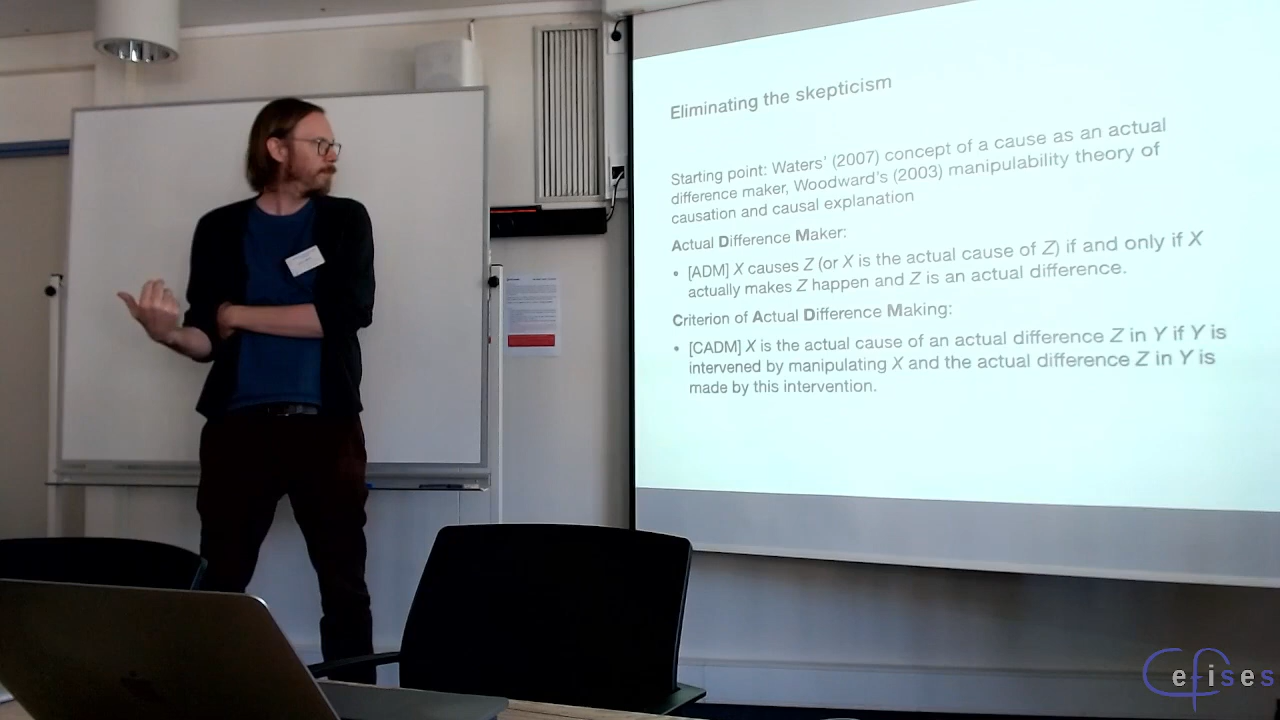 Eliminating the skepticism
Starting point: Waters' (2007) concept of a cause as an actual
difference maker, Woodward's (2003) manipulability theory of
causation and causal explanation
Actual Difference Maker:
• [ADM] X causes Z (or X is the actual cause of Z) if and only if X
actually makes Z happen and Z is an actual difference.
Criterion of Actual Difference Making:
• [CADM] X is the actual cause of an actual difference Z in Y if Y is
intervened by manipulating X and the actual difference Z in Y is
made by this intervention.
efises